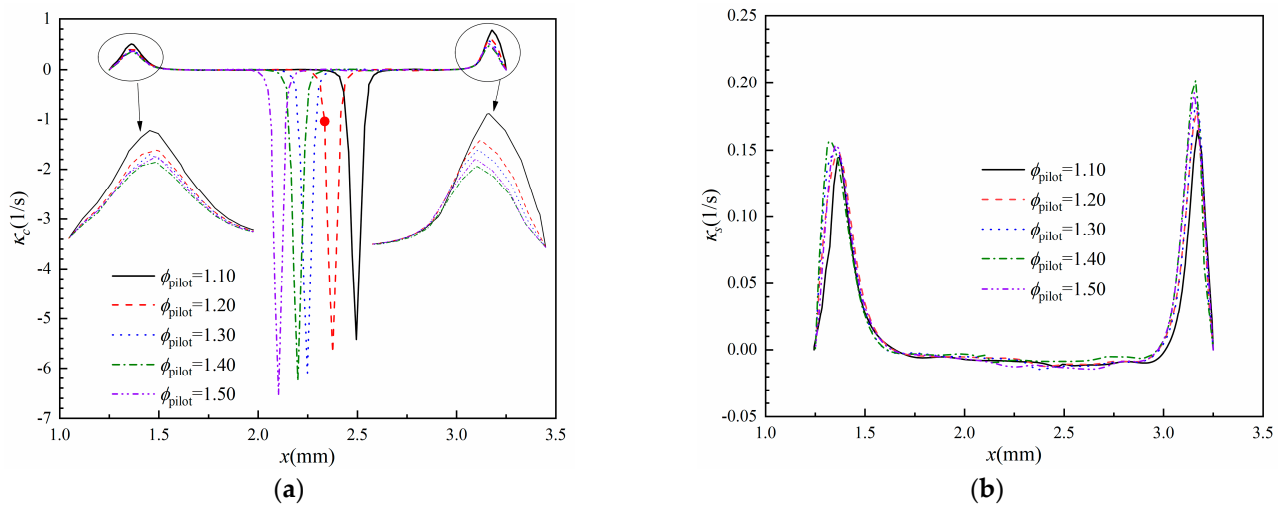 a
1
0
-1
-2
-3
-4
-5
-6
-7
κc(1/s)
1.0
1.5
2.0
2.5
3.0
3.5
x(mm)
ϕpilot=1.10
ϕpilot=1.20
ϕpilot=1.30
ϕpilot=1.40
ϕpilot=1.50
(a)
b
0.25
0.20
0.15
0.10
0.05
0.00
-0.05
κs(1/s)
1.0
1.5
2.0
2.5
3.0
3.5
x(mm)
ϕpilot=1.10
ϕpilot=1.20
ϕpilot=1.30
ϕpilot=1.40
ϕpilot=1.50
(b)